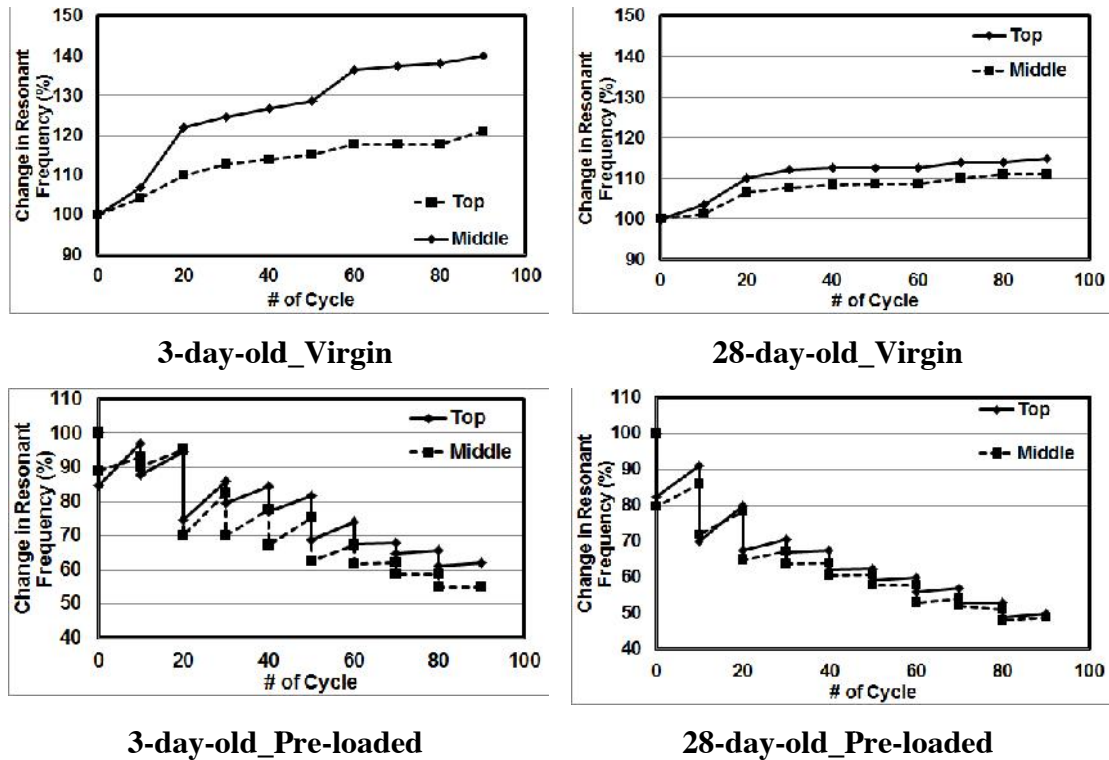 150
140
130
120
110
100
90
Change in Resonant
Frequency (%)
0
20
40
60
80
100
# of Cycle
Top
Middle
3-day-old_Virgin
150
140
130
120
110
100
90
Change in Resonant
Frequency (%)
0
20
40
60
80
100
# of Cycle
Top
Middle
28-day-old_Virgin
110
100
90
80
70
60
50
40
Change in Resonant
Frequency (%)
0
20
40
60
80
100
# of Cycle
Top
Middle
3-day-old_Pre-loaded
110
100
90
80
70
60
50
40
Change in Resonant
Frequency (%)
0
20
40
60
80
100
# of Cycle
Top
Middle
28-day-old_Pre-loaded